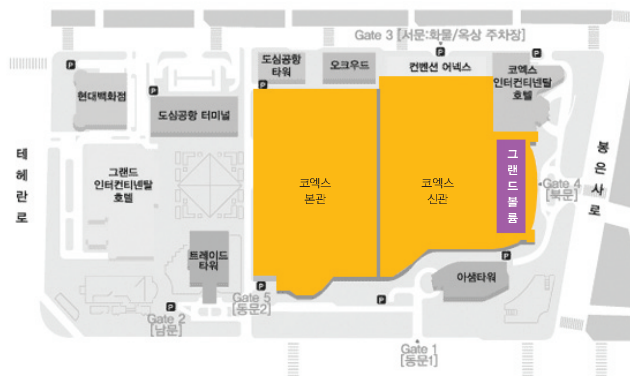 Gate 3 [서문:화물/옥상 주차장]
P
P
P
P
P
도심공항
타워
오크우드
컨벤션 어넥스
코엑스
인터컨티넨탈
호텔
현대백화점
도심공항 터미널
테헤란로
그랜드
인터컨티넨탈
호텔
코엑스
본관
코엑스
신관
그랜드볼륨
Gate 4
[북문]
봉은사로
트레이드
타워
아셈타워
P
P
P
P
Gate 5
[동문2]
Gate 2
[남문]
Gate 1
[동문1]